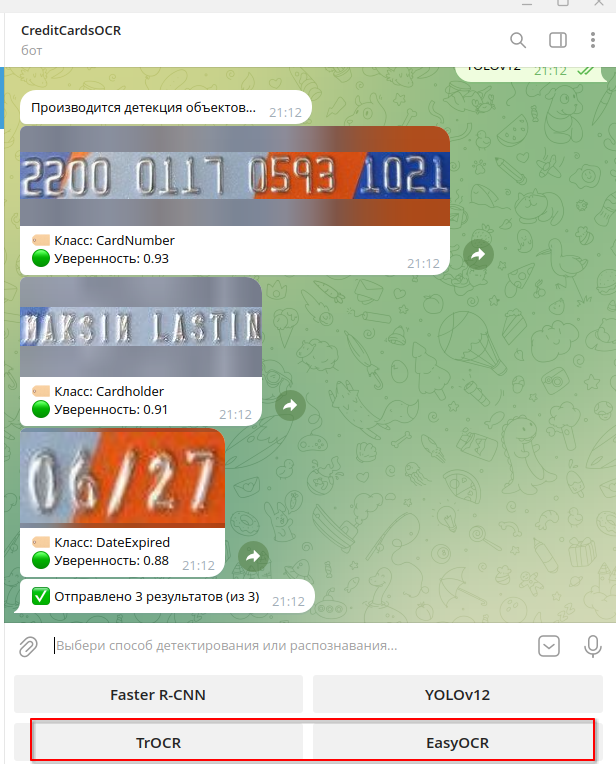 CreditCardsOCR
бот
YOLOv12 21:12
Производится детекция объектов... 21:12
2200 0117 0593 1021
Класс: CardNumber
Уверенность: 0.93
21:12
MAKSIM LASTIN
Класс: Cardholder
Уверенность: 0.91
21:12
06/27
Класс: DateExpired
Уверенность: 0.88
21:12
Отправлено 3 результатов (из 3) 21:12
Выбери способ детектирования или распознавания...
Faster R-CNN YOLOv12
TrOCR EasyOCR